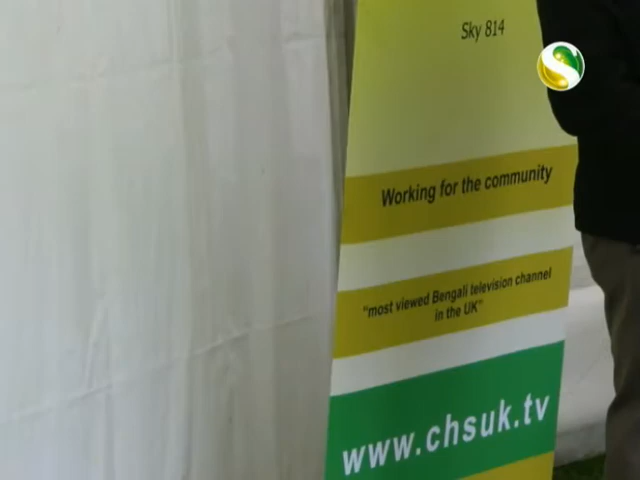 Sky 814
Working for the community
"most viewed Bengali television channel
in the UK"
www.chsuk.tv